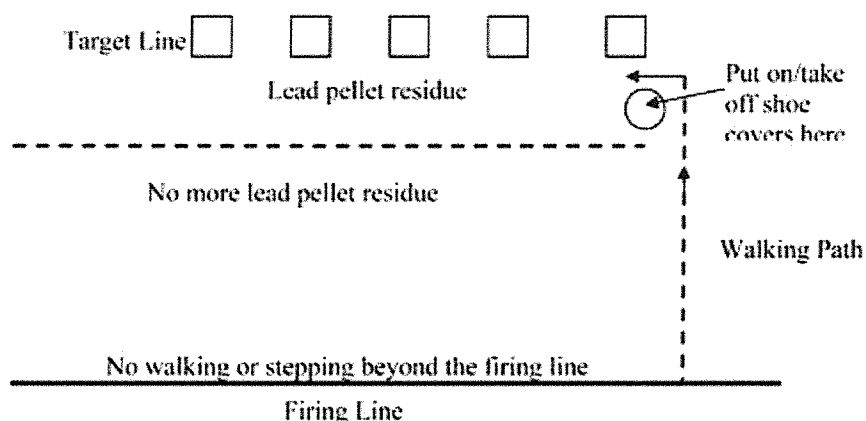 Target Line
Lead pellet residue
Put on/take
off shoe
covers here
No more lead pellet residue
Walking Path
No walking or stepping beyond the firing line
Firing Line